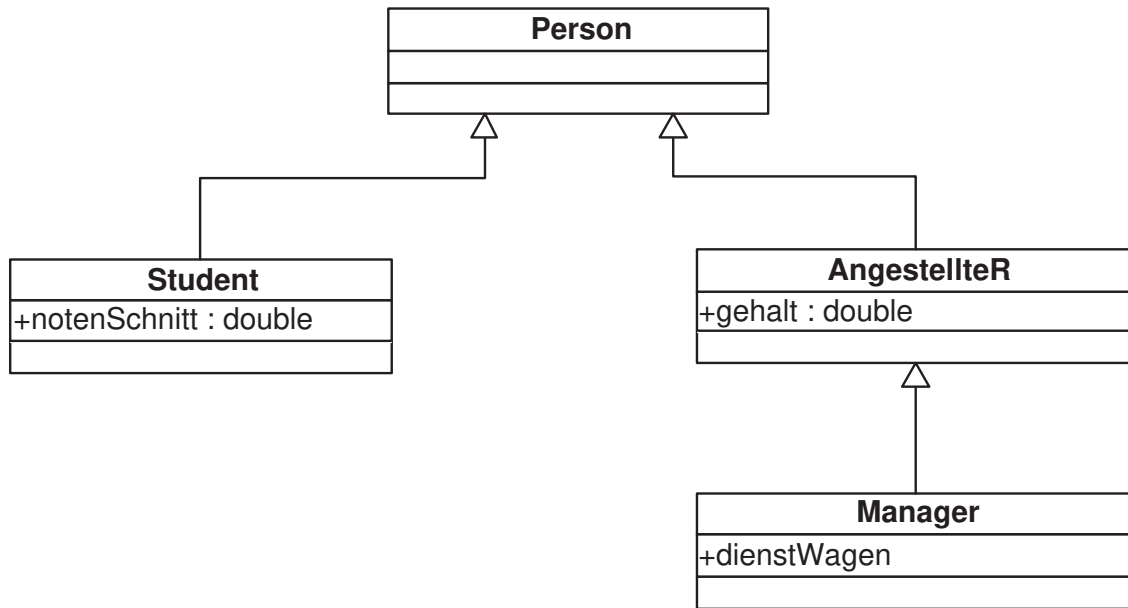 Person
Student
+notenSchnitt : double
AngestellteR
+gehalt : double
Manager
+dienstWagen